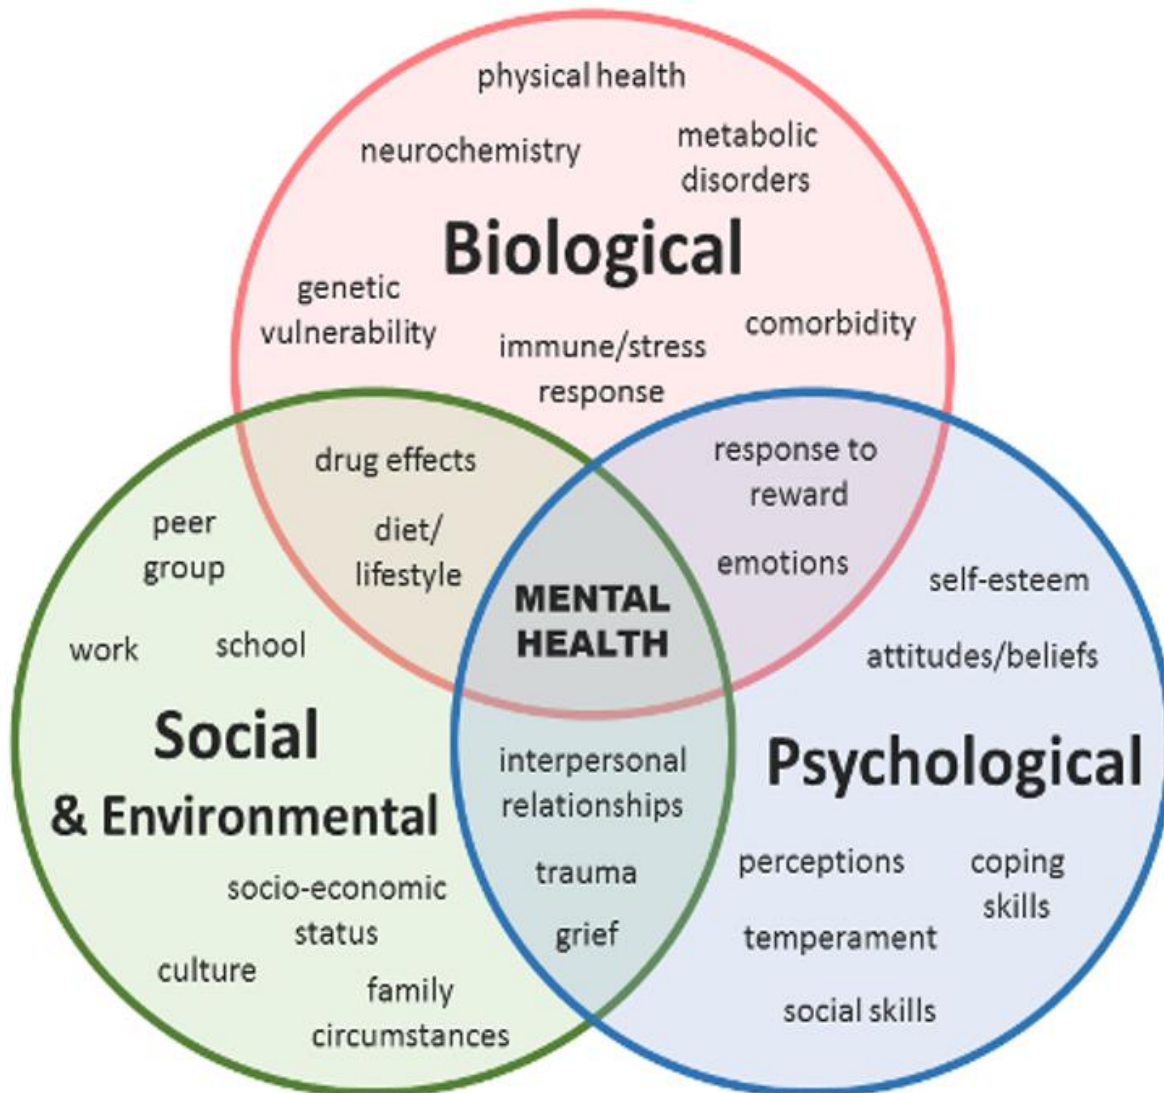 physical health
neurochemistry
metabolic
disorders
Biological
genetic
vulnerability
immune/stress
response
comorbidity
drug effects
diet/
lifestyle
response to
reward
emotions
MENTAL
HEALTH
peer
group
work
school
Social
& Environmental
socio-economic
status
culture
family
circumstances
interpersonal
relationships
trauma
grief
self-esteem
attitudes/beliefs
Psychological
perceptions
coping
skills
temperament
social skills